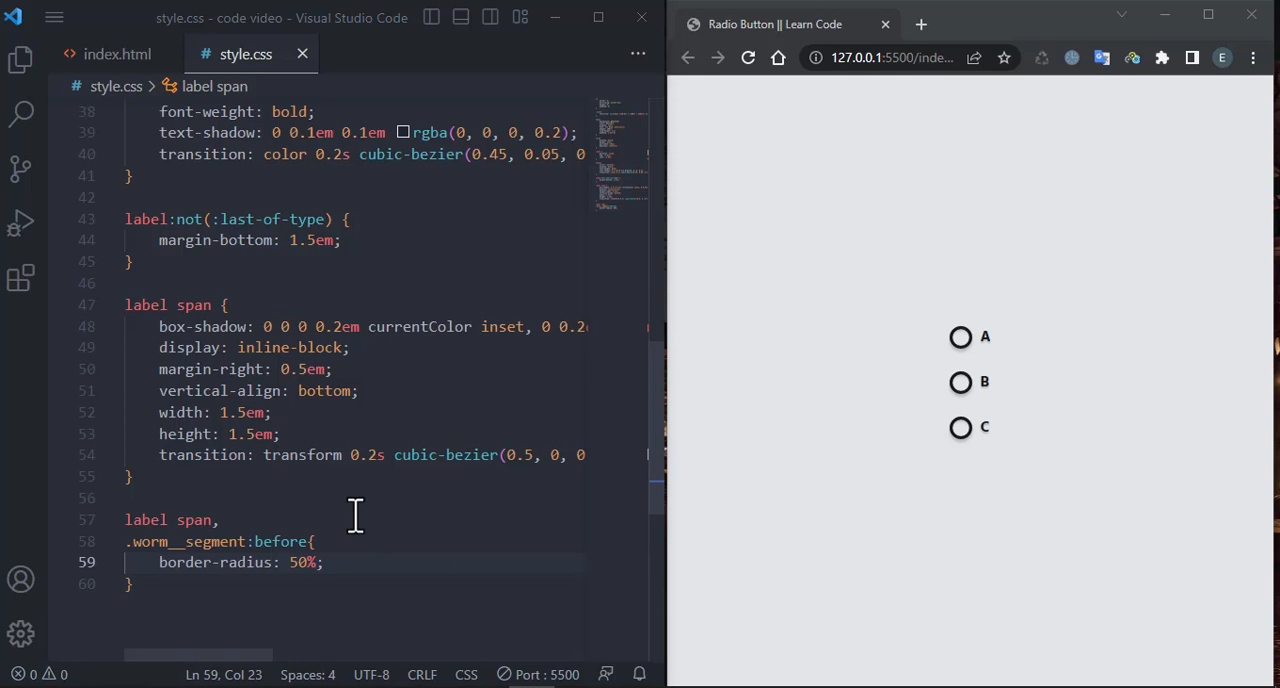 style.css - code video - Visual Studio Code
index.html
# style.css
# style.css > label span
38 font-weight: bold;
39 text-shadow: 0 0.1em 0.1em rgba(0, 0, 0, 0.2);
40 transition: color 0.2s cubic-bezier(0.45, 0.05, 0
41 }
42
43 label:not(:last-of-type) {
44 margin-bottom: 1.5em;
45 }
46
47 label span {
48 box-shadow: 0 0 0 0.2em currentColor inset, 0 0.2
49 display: inline-block;
50 margin-right: 0.5em;
51 vertical-align: bottom;
52 width: 1.5em;
53 height: 1.5em;
54 transition: transform 0.2s cubic-bezier(0.5, 0, 0
55 }
56
57 label span,
58 .worm__segment:before{
59 border-radius: 50%;
60 }
0 0 Ln 59, Col 23 Spaces: 4 UTF-8 CRLF CSS Port : 5500
Radio Button || Learn Code
127.0.0.1:5500/inde...
E
A
B
C